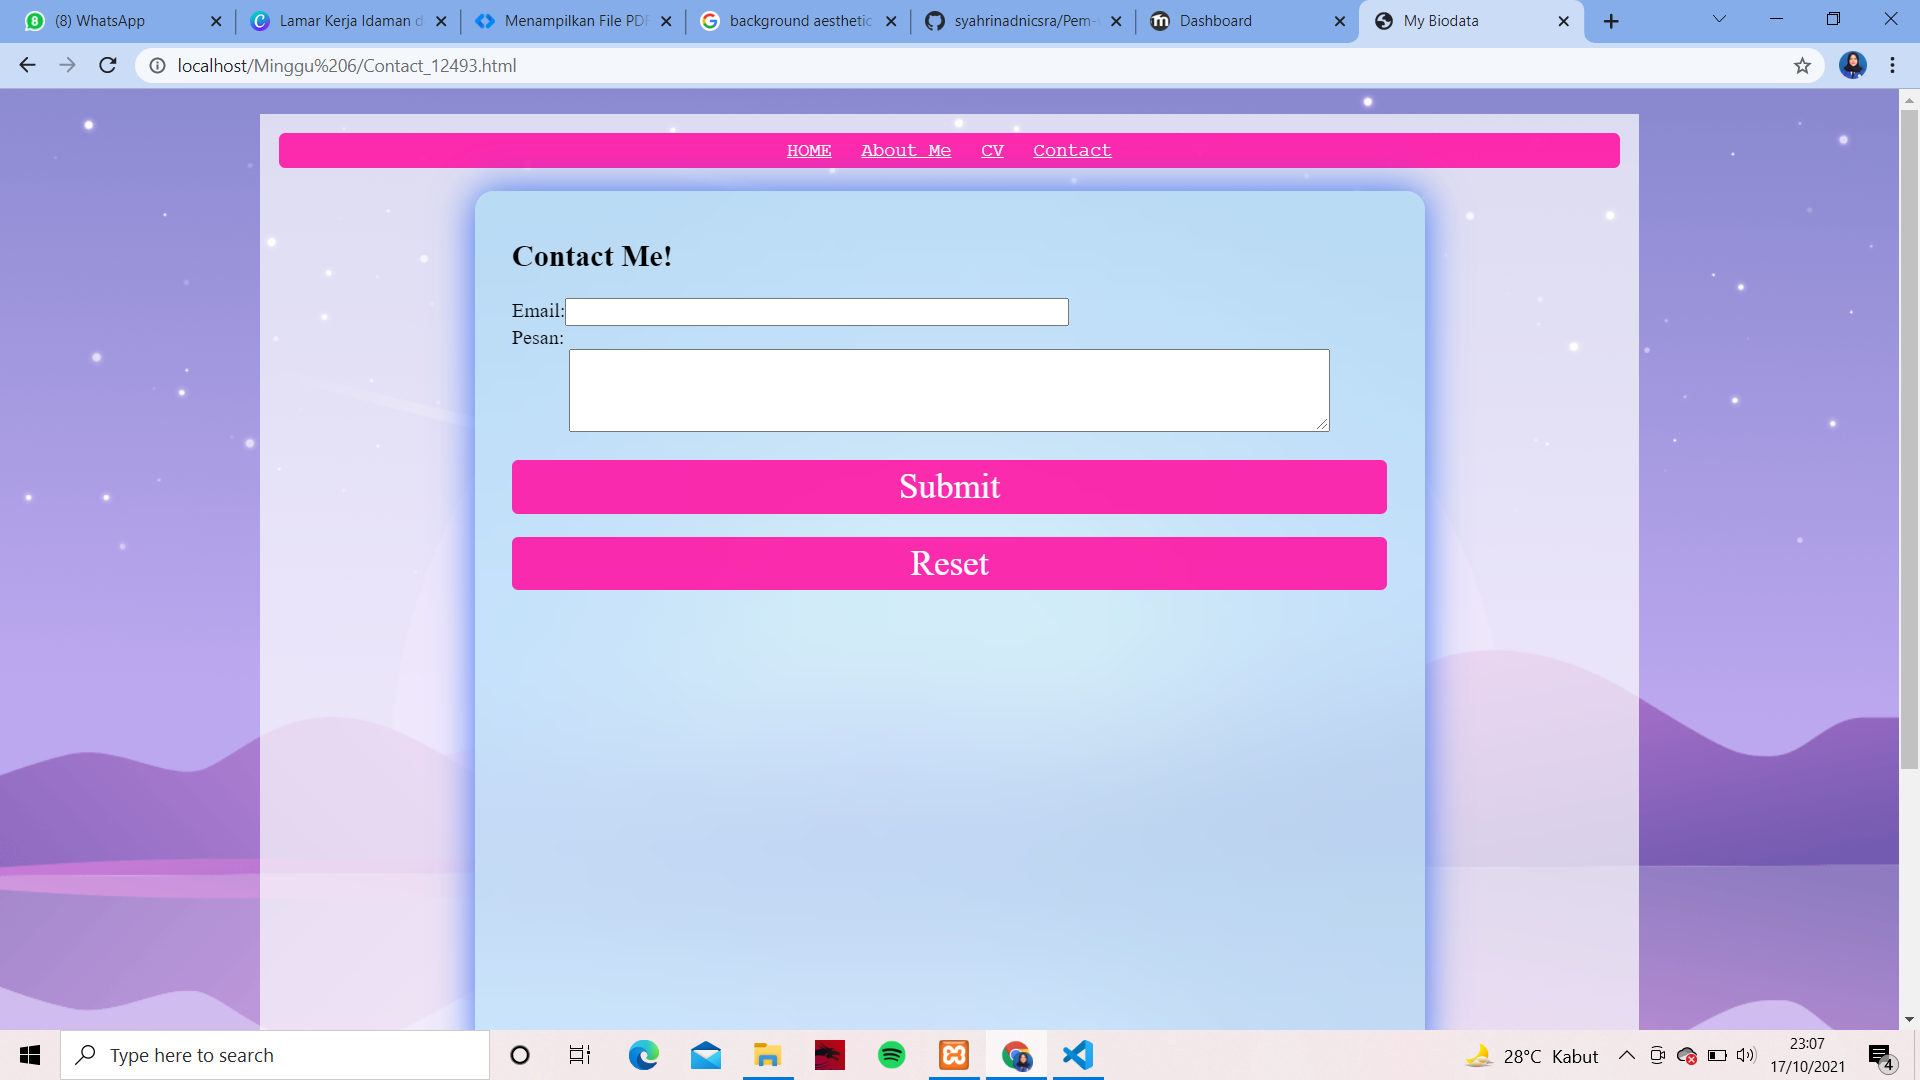 (8) WhatsApp
Lamar Kerja Idaman d
Menampilkan File PDF
background aesthetic
syahrinadnicsra/Pem-
Dashboard
My Biodata
localhost/Minggu%206/Contact_12493.html
HOME About Me CV Contact
Contact Me!
Email:
Pesan:
Submit
Reset
Type here to search
28°C Kabut
23:07
17/10/2021
4